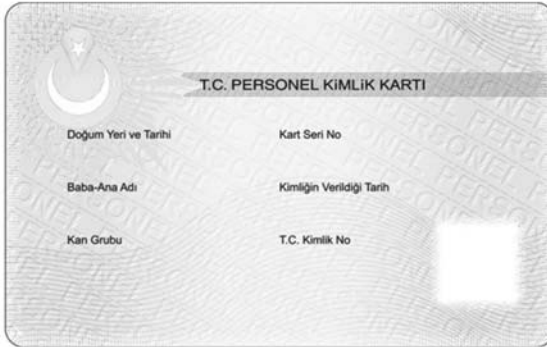 T.C. PERSONEL KİMLİK KARTI
Doğum Yeri ve Tarihi
Kart Seri No
Baba-Ana Adı
Kimliğin Verildiği Tarih
Kan Grubu
T.C. Kimlik No